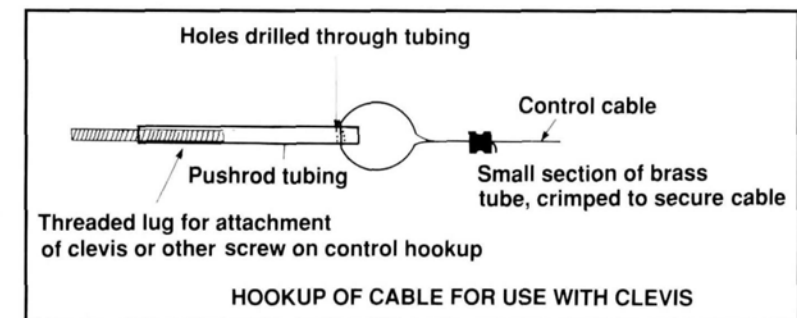 Holes drilled through tubing
Control cable
Pushrod tubing
Small section of brass
tube, crimped to secure cable
Threaded lug for attachment
of clevis or other screw on control hookup
HOOKUP OF CABLE FOR USE WITH CLEVIS